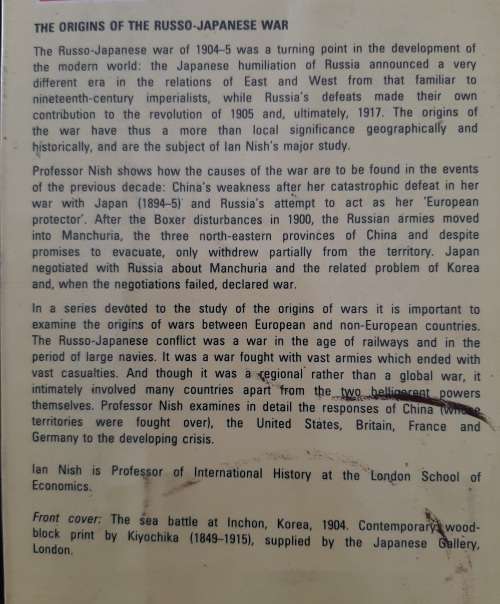 THE ORIGINS OF THE RUSSO-JAPANESE WAR
The Russo-Japanese war of 1904–5 was a turning point in the development of
the modern world: the Japanese humiliation of Russia announced a very
different era in the relations of East and West from that familiar to
nineteenth-century imperialists, while Russia's defeats made their own
contribution to the revolution of 1905 and, ultimately, 1917. The origins of
the war have thus a more than local significance geographically and
historically, and are the subject of Ian Nish's major study.
Professor Nish shows how the causes of the war are to be found in the events
of the previous decade: China's weakness after her catastrophic defeat in her
war with Japan (1894–5) and Russia's attempt to act as her 'European
protector'. After the Boxer disturbances in 1900, the Russian armies moved
into Manchuria, the three north-eastern provinces of China and despite
promises to evacuate, only withdrew partially from the territory. Japan
negotiated with Russia about Manchuria and the related problem of Korea
and, when the negotiations failed, declared war.
In a series devoted to the study of the origins of wars it is important to
examine the origins of wars between European and non-European countries.
The Russo-Japanese conflict was a war in the age of railways and in the
period of large navies. It was a war fought with vast armies which ended with
vast casualties. And though it was a regional rather than a global war, it
intimately involved many countries apart from the two belligerent powers
themselves. Professor Nish examines in detail the responses of China (whose
territories were fought over), the United States, Britain, France and
Germany to the developing crisis.
Ian Nish is Professor of International History at the London School of
Economics.
Front cover: The sea battle at Inchon, Korea, 1904. Contemporary wood-
block print by Kiyochika (1849–1915), supplied by the Japanese Gallery,
London.